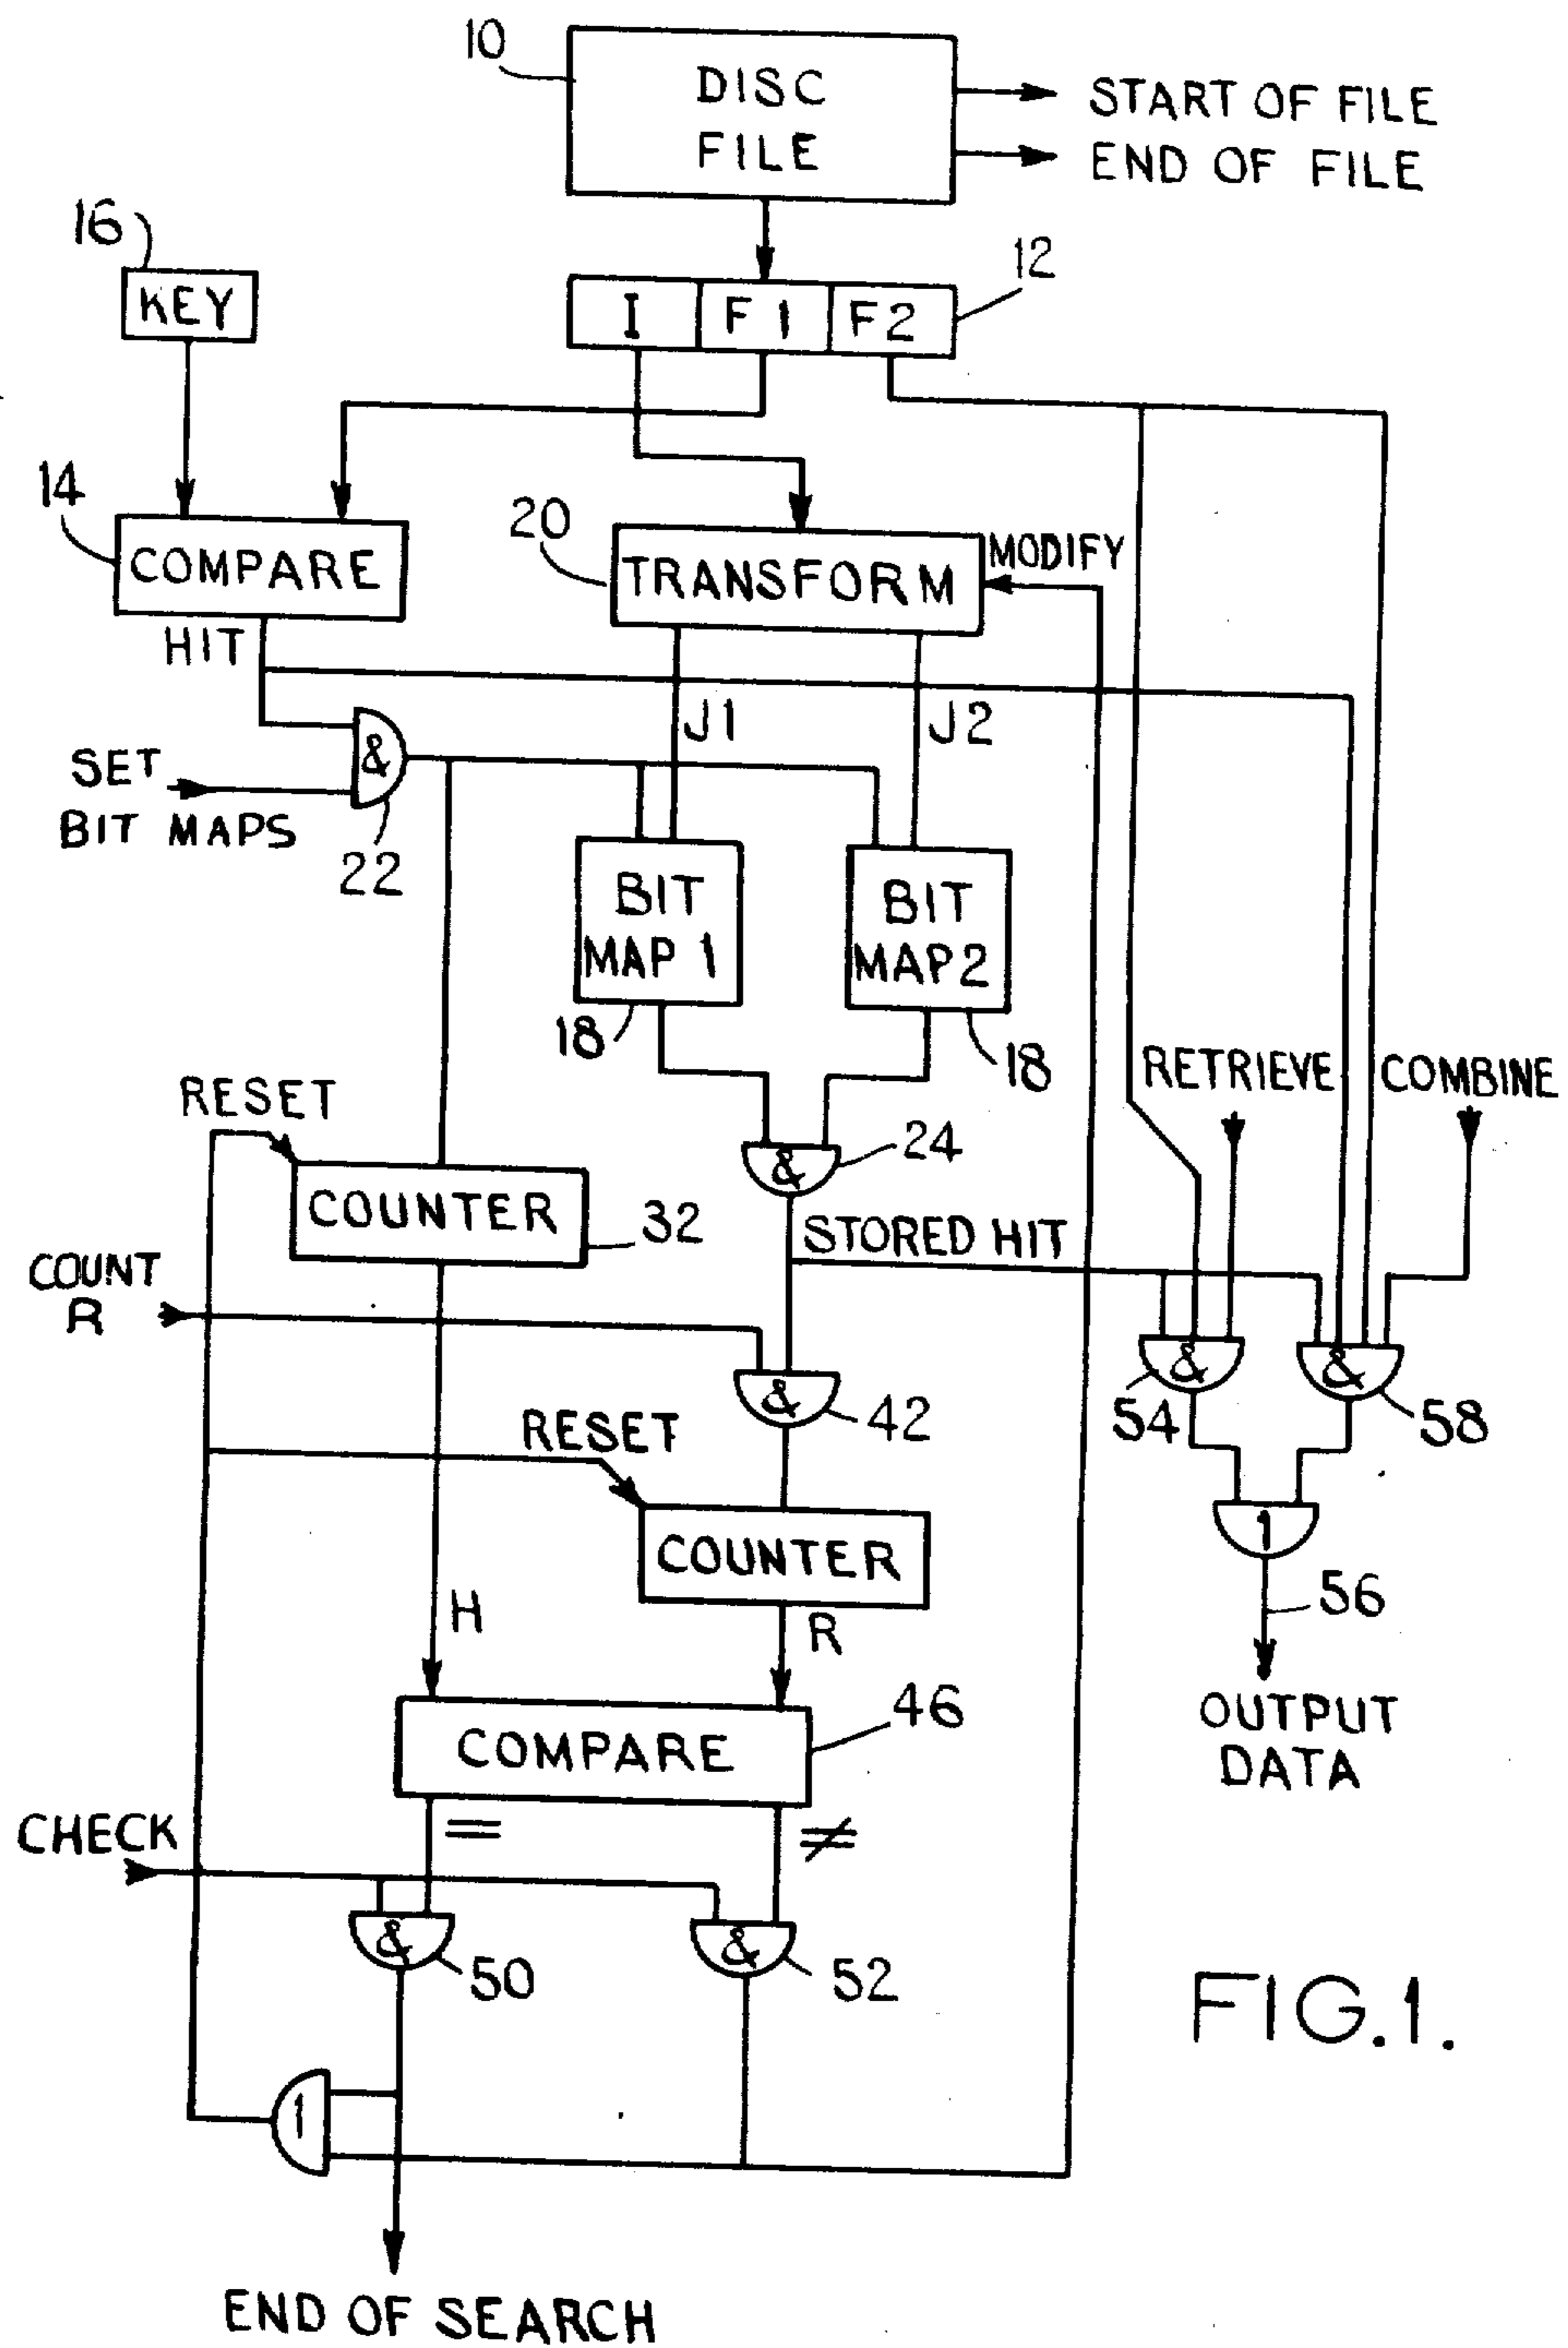 10
DISC
FILE
START OF FILE
END OF FILE
16
KEY
12
I F1 F2
14
COMPARE
20
TRANSFORM
MODIFY
HIT
J1
J2
SET
BIT MAPS
&
22
BIT
MAP 1
BIT
MAP 2
18
18
RETRIEVE
COMBINE
RESET
&
24
COUNTER
32
STORED HIT
COUNT
R
&
54
&
58
&
42
RESET
COUNTER
1
56
H
R
OUTPUT
DATA
COMPARE
46
=
≠
CHECK
&
50
&
52
FIG.1.
1
END OF SEARCH